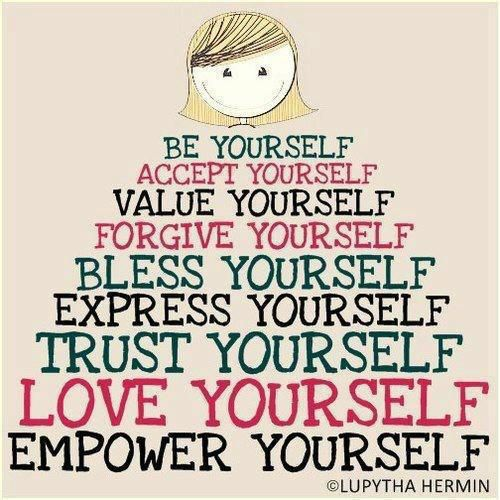 BE YOURSELF
ACCEPT YOURSELF
VALUE YOURSELF
FORGIVE YOURSELF
BLESS YOURSELF
EXPRESS YOURSELF
TRUST YOURSELF
LOVE YOURSELF
EMPOWER YOURSELF
©LUPYTHA HERMIN